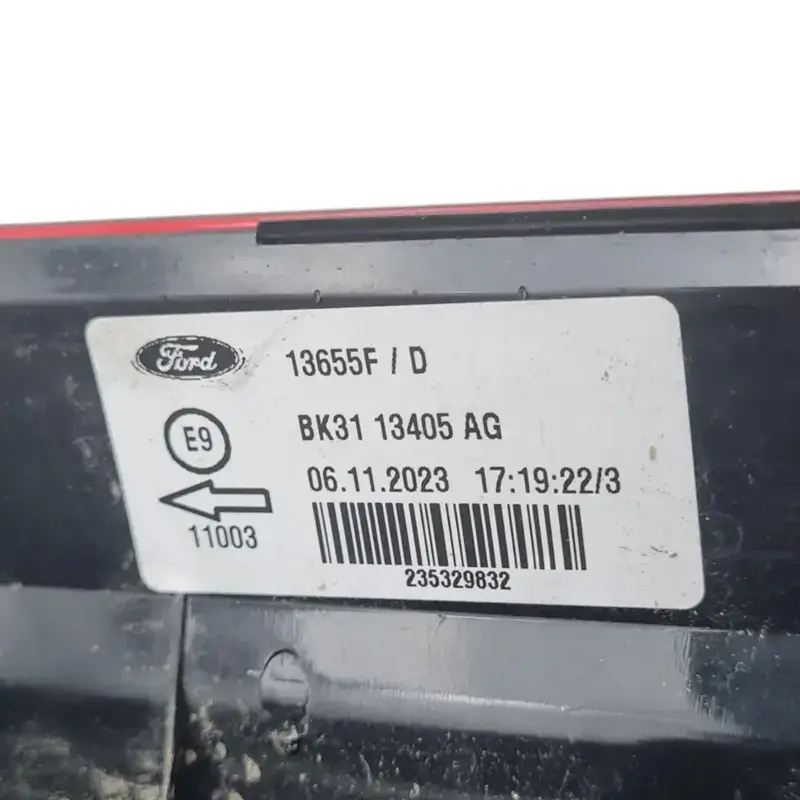 Ford 13655F / D
E9 BK31 13405 AG
06.11.2023 17:19:22/3
11003
235329832